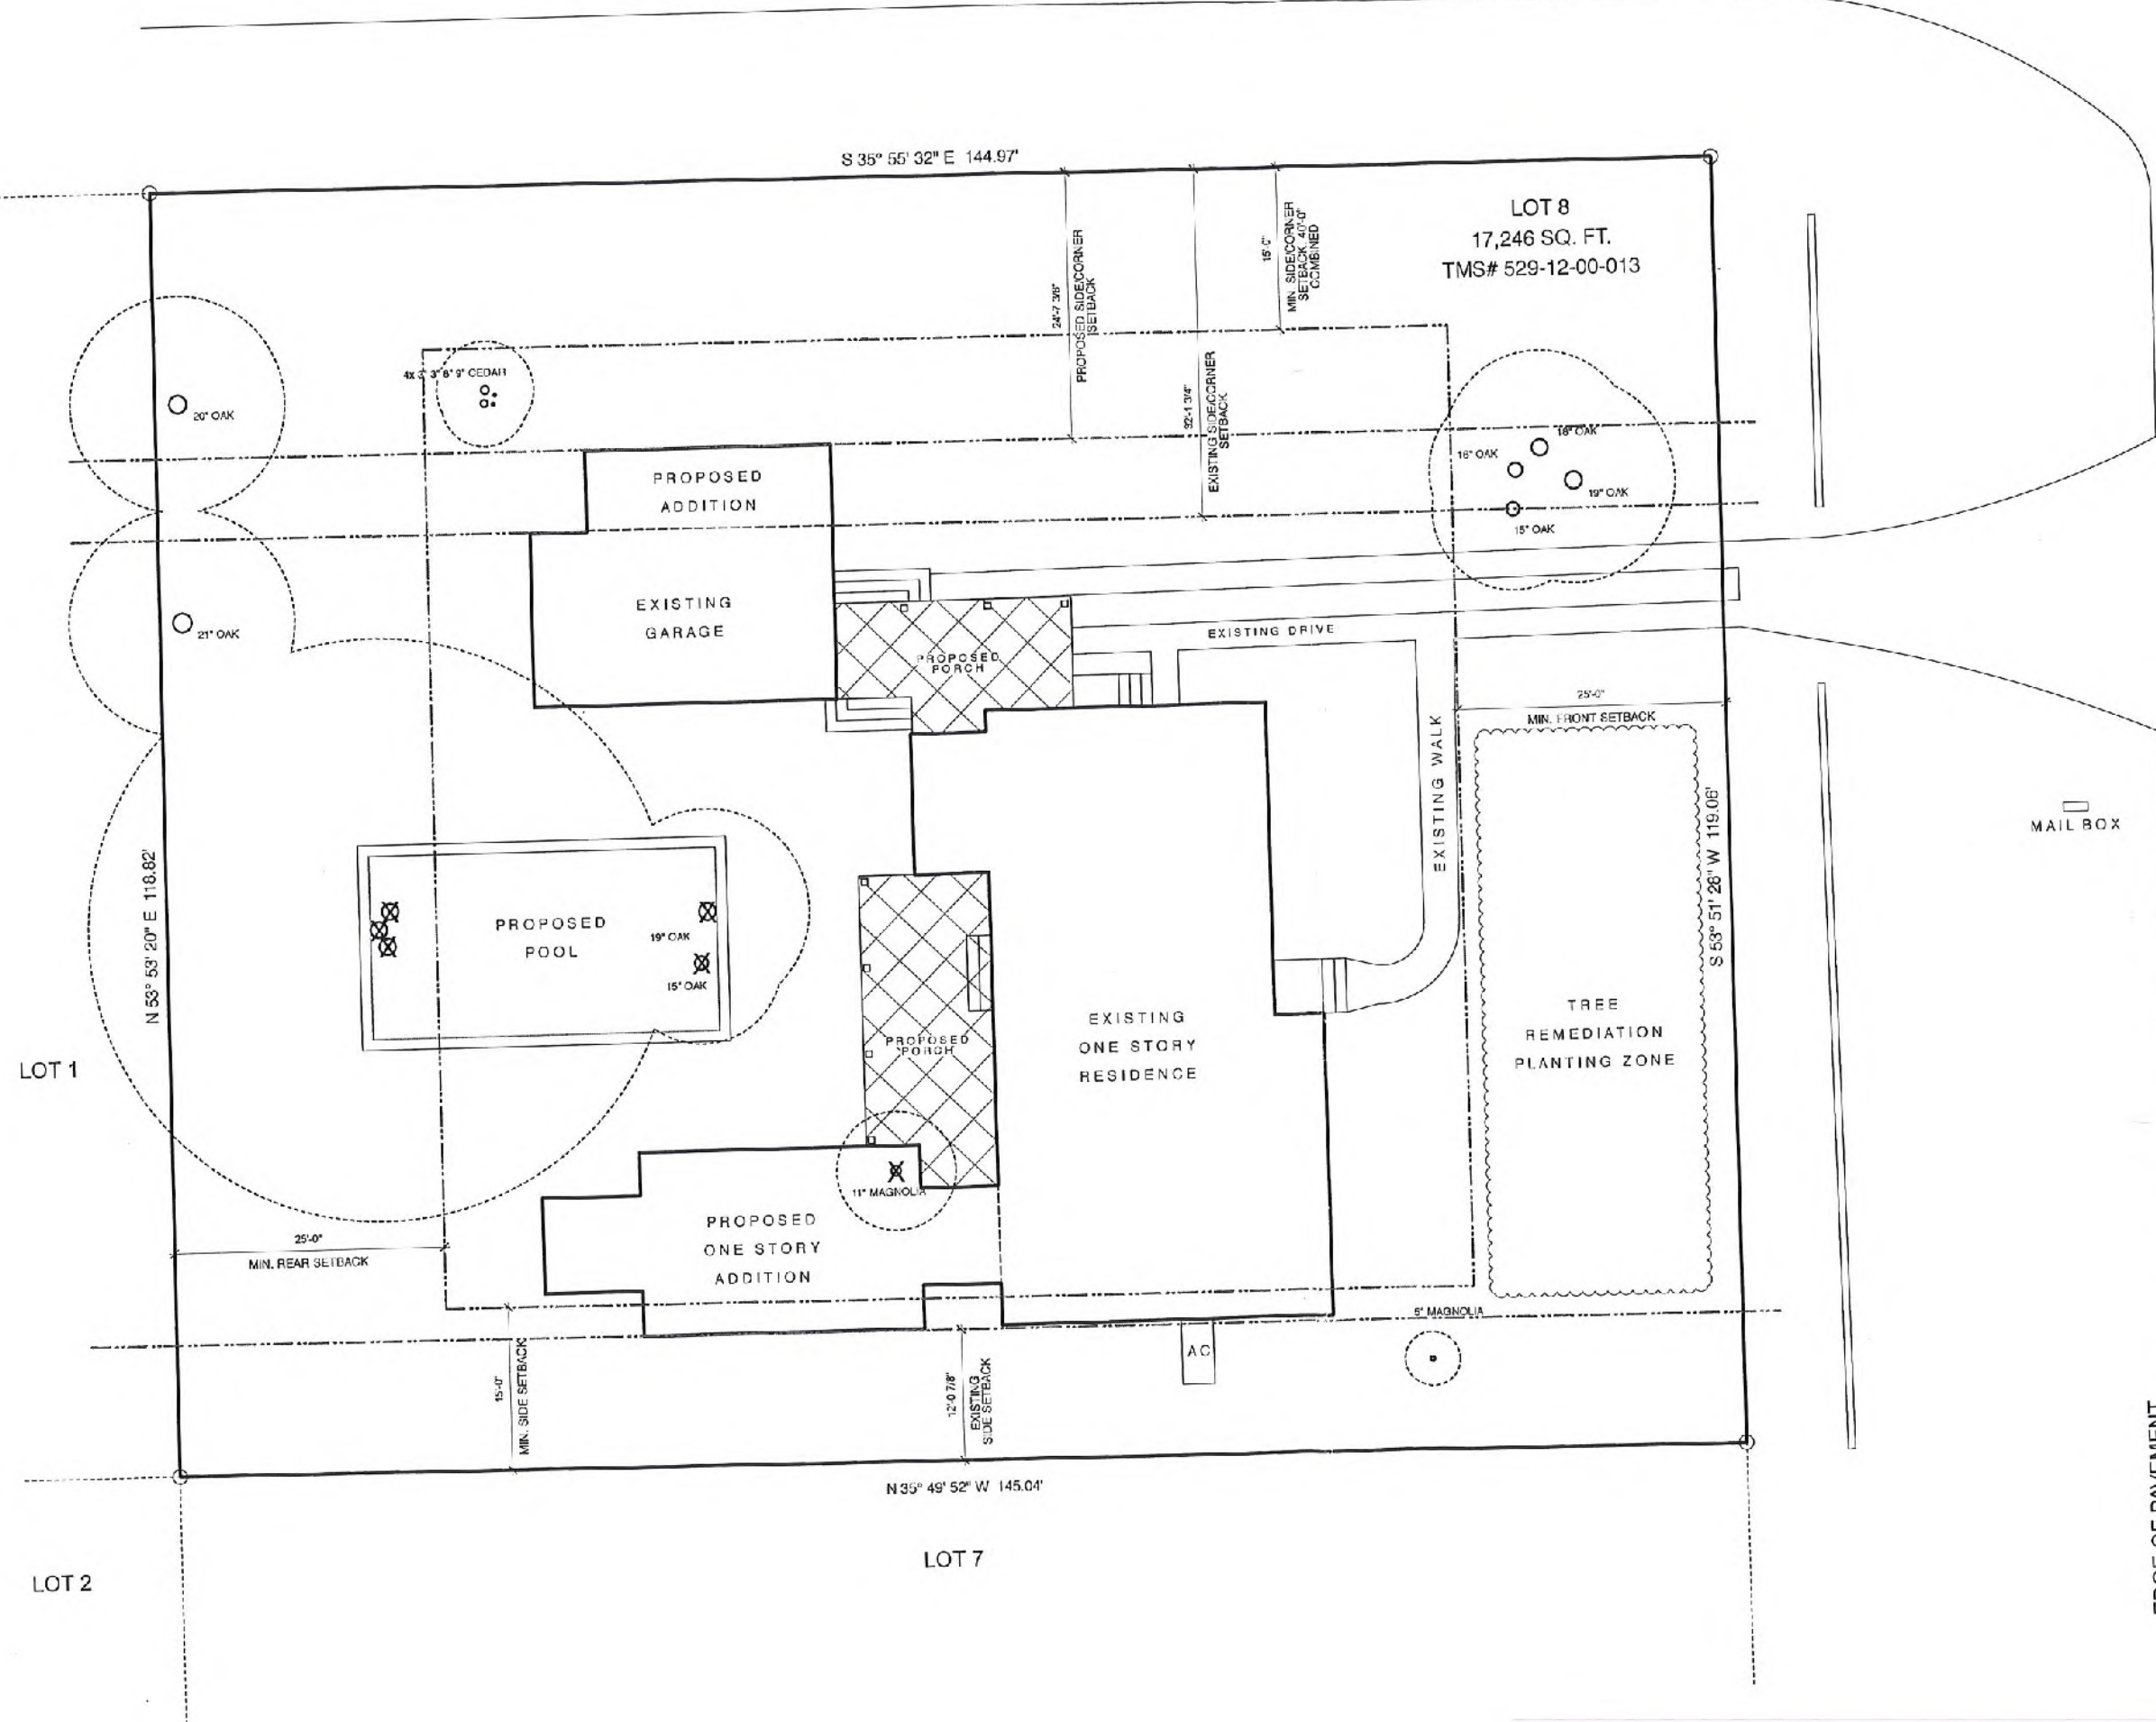 S 35° 55' 32" E 144.97'
LOT 8
17,246 SQ. FT.
TMS# 529-12-00-013
15'-0"
MIN. SIDE/CORNER
SETBACK, 40'-0"
COMBINED
24'-7 3/8"
PROPOSED SIDE/CORNER
SETBACK
32'-1 3/4"
EXISTING SIDE/CORNER
SETBACK
20" OAK
16" OAK
19" OAK
15" OAK
PROPOSED
ADDITION
EXISTING
GARAGE
21" OAK
PROPOSED
PORCH
EXISTING DRIVE
25'-0"
MIN. FRONT SETBACK
EXISTING WALK
S 53° 51' 26" W 119.06'
MAIL BOX
N 53° 53' 20" E 118.82'
PROPOSED
POOL
19" OAK
15" OAK
PROPOSED
PORCH
EXISTING
ONE STORY
RESIDENCE
TREE
REMEDIATION
PLANTING ZONE
LOT 1
11" MAGNOLIA
PROPOSED
ONE STORY
ADDITION
25'-0"
MIN. REAR SETBACK
MAGNOLIA
AC
15'-0"
MIN. SIDE SETBACK
12'-0 7/8"
EXISTING
SIDE SETBACK
N 35° 49' 52" W 145.04'
LOT 7
LOT 2
EDGE OF PAVEMENT